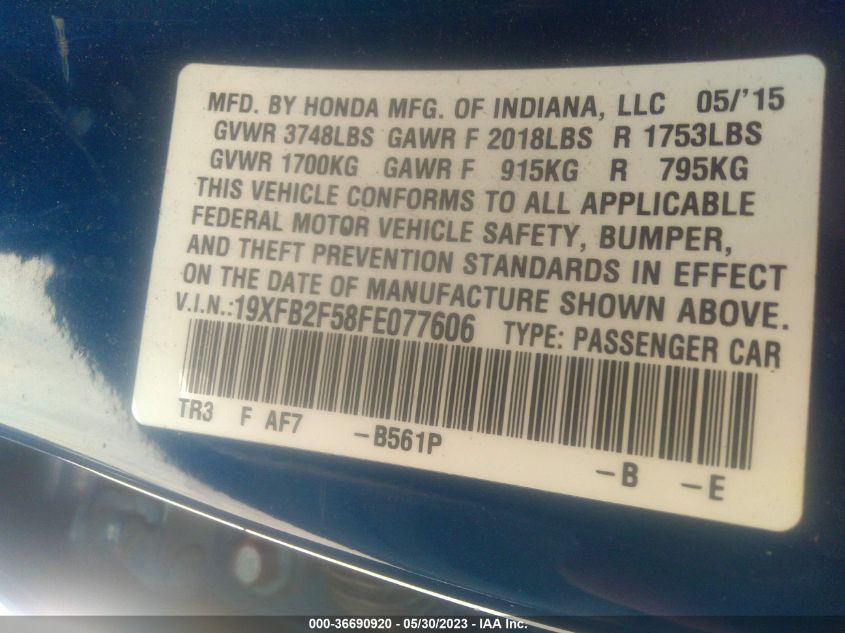 MFD. BY HONDA MFG. OF INDIANA, LLC 05/'15
GVWR 3748LBS GAWR F 2018LBS R 1753LBS
GVWR 1700KG GAWR F 915KG R 795KG
THIS VEHICLE CONFORMS TO ALL APPLICABLE
FEDERAL MOTOR VEHICLE SAFETY, BUMPER,
AND THEFT PREVENTION STANDARDS IN EFFECT
ON THE DATE OF MANUFACTURE SHOWN ABOVE.
V.I.N.:19XFB2F58FE077606 TYPE: PASSENGER CAR
TR3 F AF7 -B561P -B -E
000-36690920 - 05/30/2023 - IAA Inc.